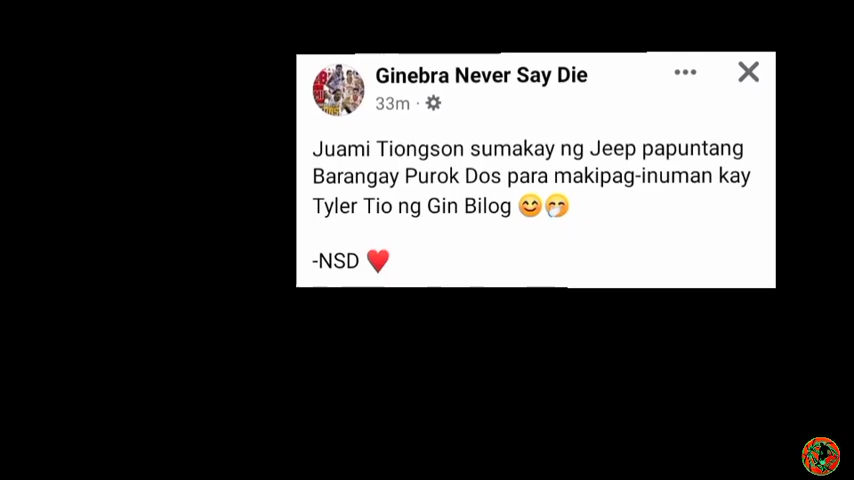 Ginebra Never Say Die
33m ·
Juami Tiongson sumakay ng Jeep papuntang
Barangay Purok Dos para makipag-inuman kay
Tyler Tio ng Gin Bilog 😊🤭
-NSD ♥️